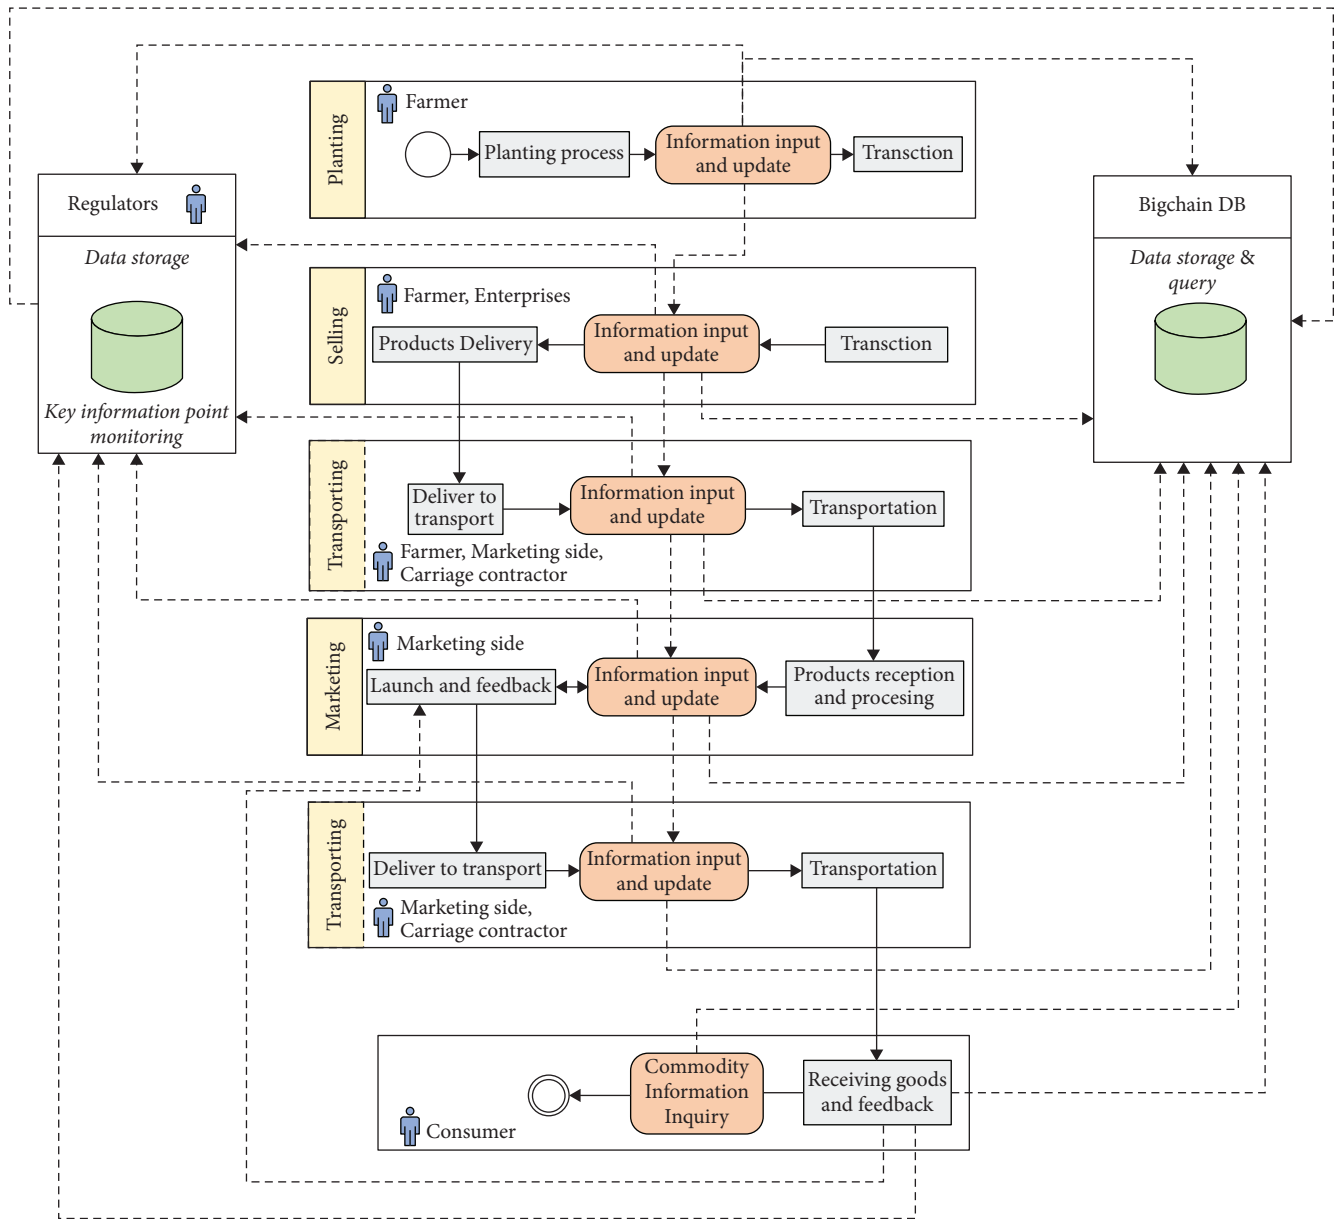 Planting
Farmer
Planting process
Information input
and update
Transction
Regulators
Data storage
Key information point
monitoring
Bigchain DB
Data storage &
query
Selling
Farmer, Enterprises
Products Delivery
Information input
and update
Transction
Transporting
Deliver to
transport
Information input
and update
Transportation
Farmer, Marketing side,
Carriage contractor
Marketing
Marketing side
Launch and feedback
Information input
and update
Products reception
and procesing
Transporting
Deliver to transport
Information input
and update
Transportation
Marketing side,
Carriage contractor
Commodity
Information
Inquiry
Receiving goods
and feedback
Consumer